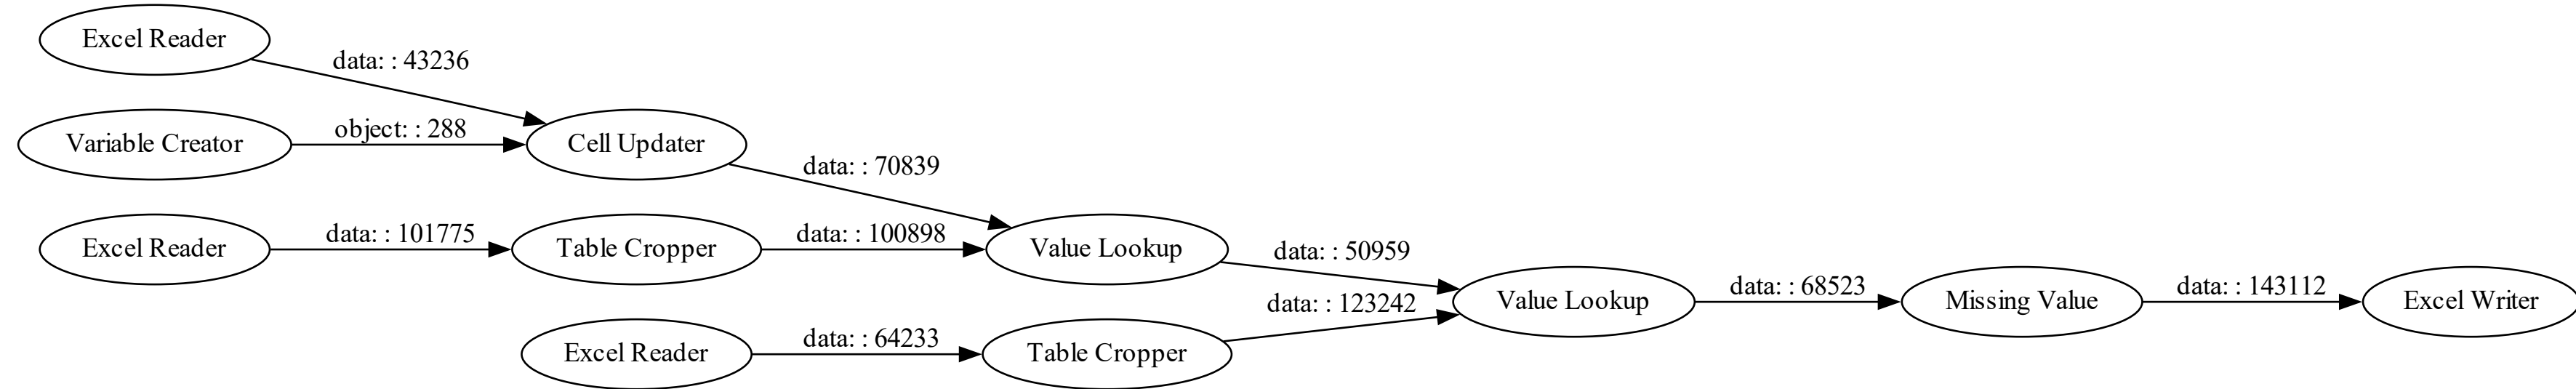 Excel Reader
data: : 43236
Variable Creator
object: : 288
Cell Updater
data: : 70839
Excel Reader
data: : 101775
Table Cropper
data: : 100898
Value Lookup
data: : 50959
Excel Reader
data: : 64233
Table Cropper
data: : 123242
Value Lookup
data: : 68523
Missing Value
data: : 143112
Excel Writer